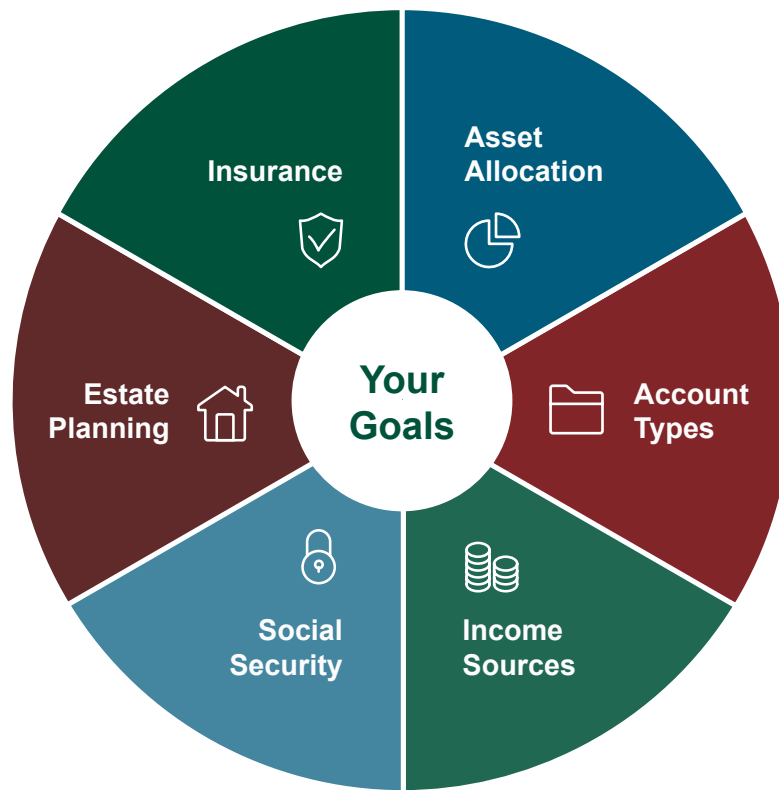 Asset
Allocation
Account
Types
Income
Sources
Social
Security
Estate
Planning
Insurance
Your
Goals